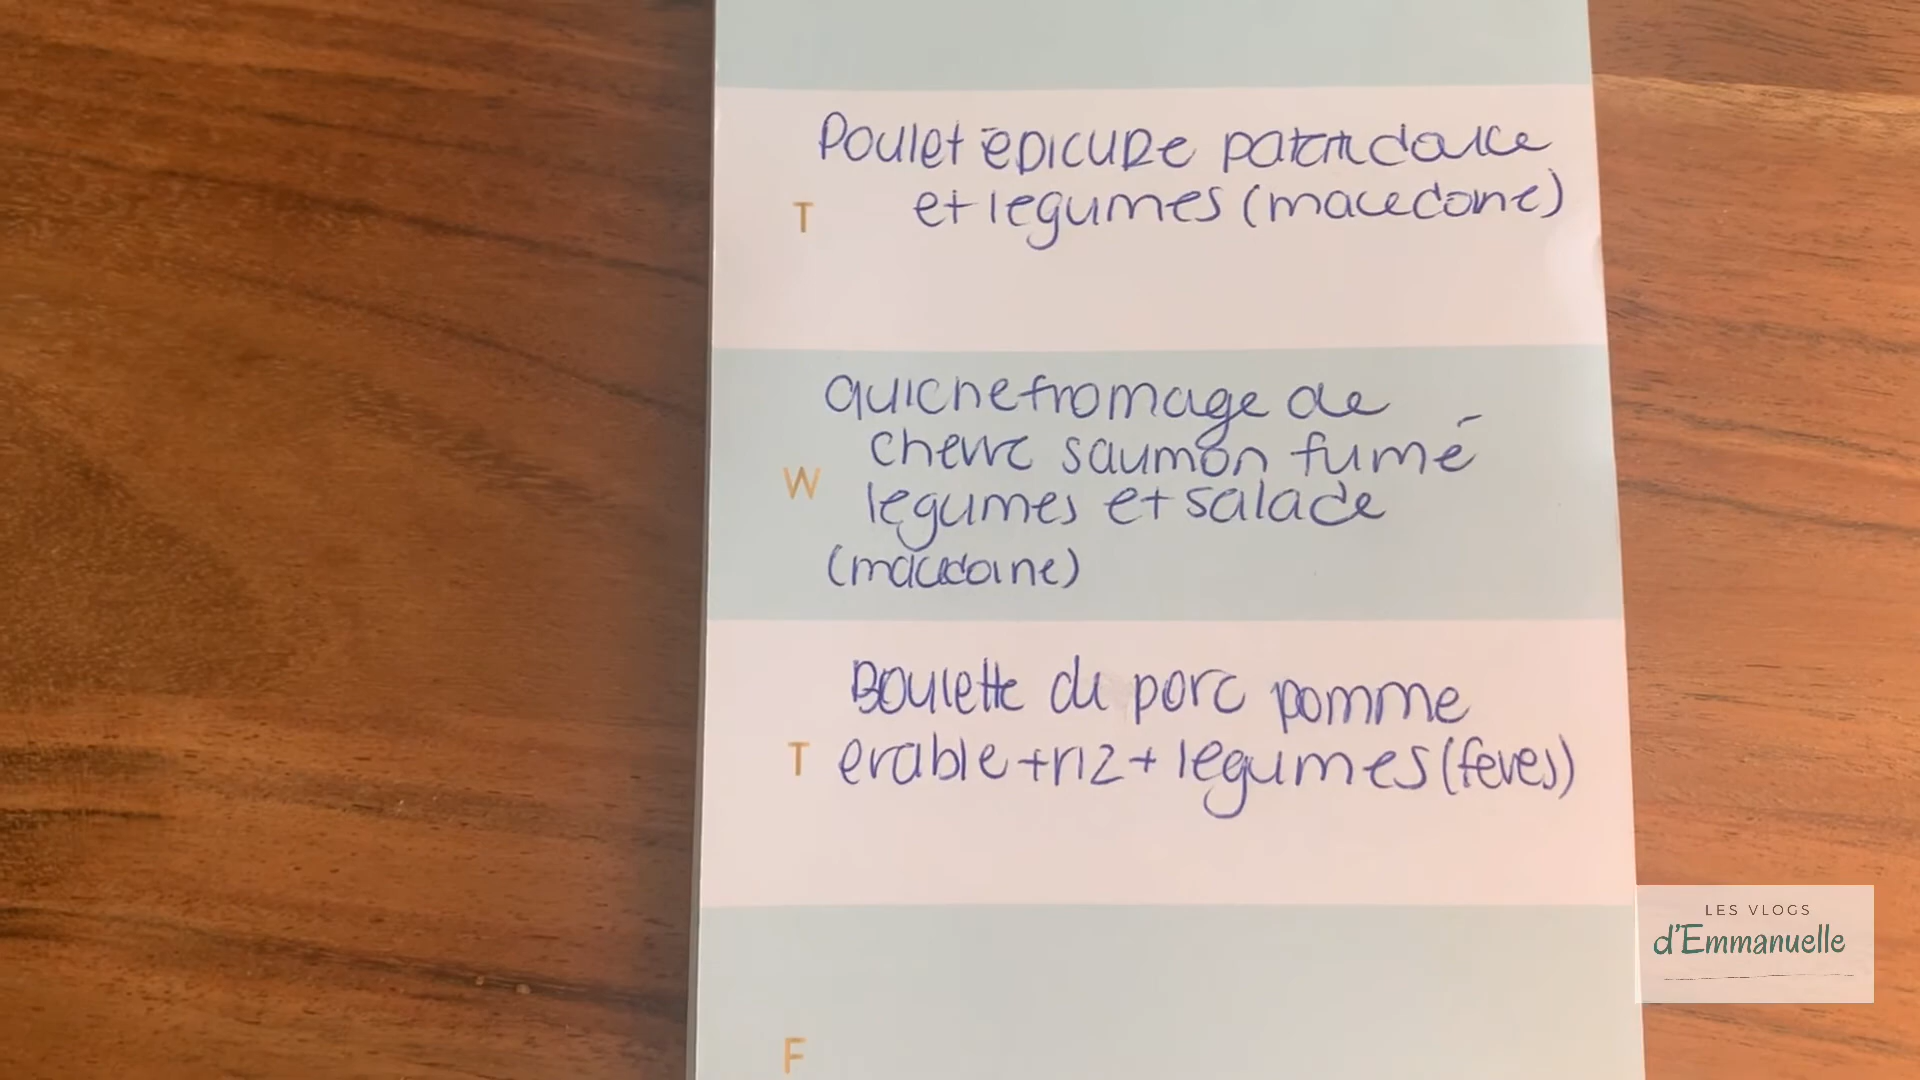 Poulet épicure patate douce
et legumes (macedoine)
T
quiche fromage de
chevre saumon fumé
W
legumes et salade
(macedoine)
Boulette de porc pomme
T
erable + riz + legumes (feves)
F
LES VLOGS
d'Emmanuelle